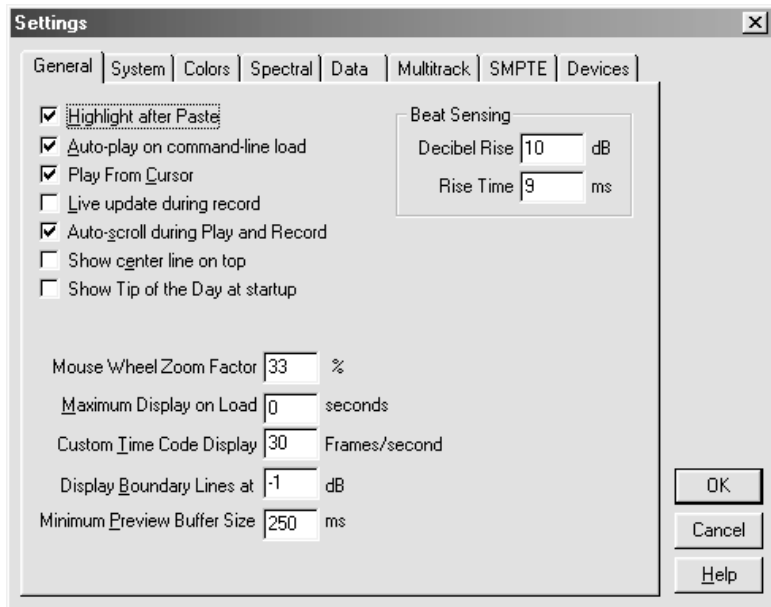 Settings
General System Colors Spectral Data Multitrack SMPTE Devices
Highlight after Paste
Auto-play on command-line load
Play From Cursor
Live update during record
Auto-scroll during Play and Record
Show center line on top
Show Tip of the Day at startup
Beat Sensing
Decibel Rise 10 dB
Rise Time 9 ms
Mouse Wheel Zoom Factor 33 %
Maximum Display on Load 0 seconds
Custom Time Code Display 30 Frames/second
Display Boundary Lines at -1 dB
Minimum Preview Buffer Size 250 ms
OK
Cancel
Help